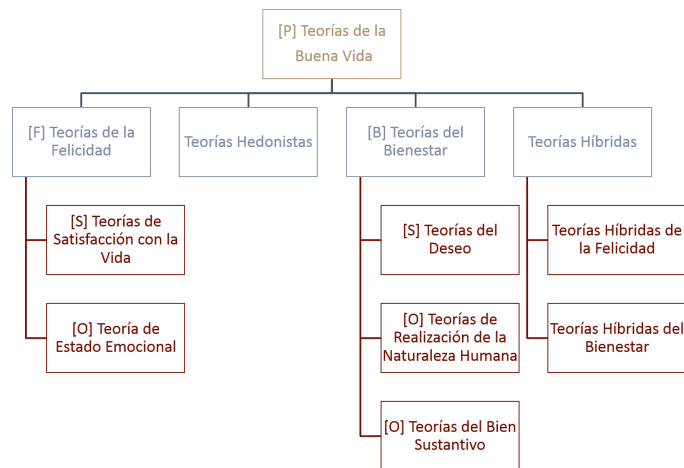 [P] Teorías de la
Buena Vida
[F] Teorías de la
Felicidad
Teorías Hedonistas
[B] Teorías del
Bienestar
Teorías Híbridas
[S] Teorías de
Satisfacción con la
Vida
[O] Teoría de
Estado Emocional
[S] Teorías del
Deseo
[O] Teorías de
Realización de la
Naturaleza Humana
[O] Teorías del Bien
Sustantivo
Teorías Híbridas de
la Felicidad
Teorías Híbridas del
Bienestar